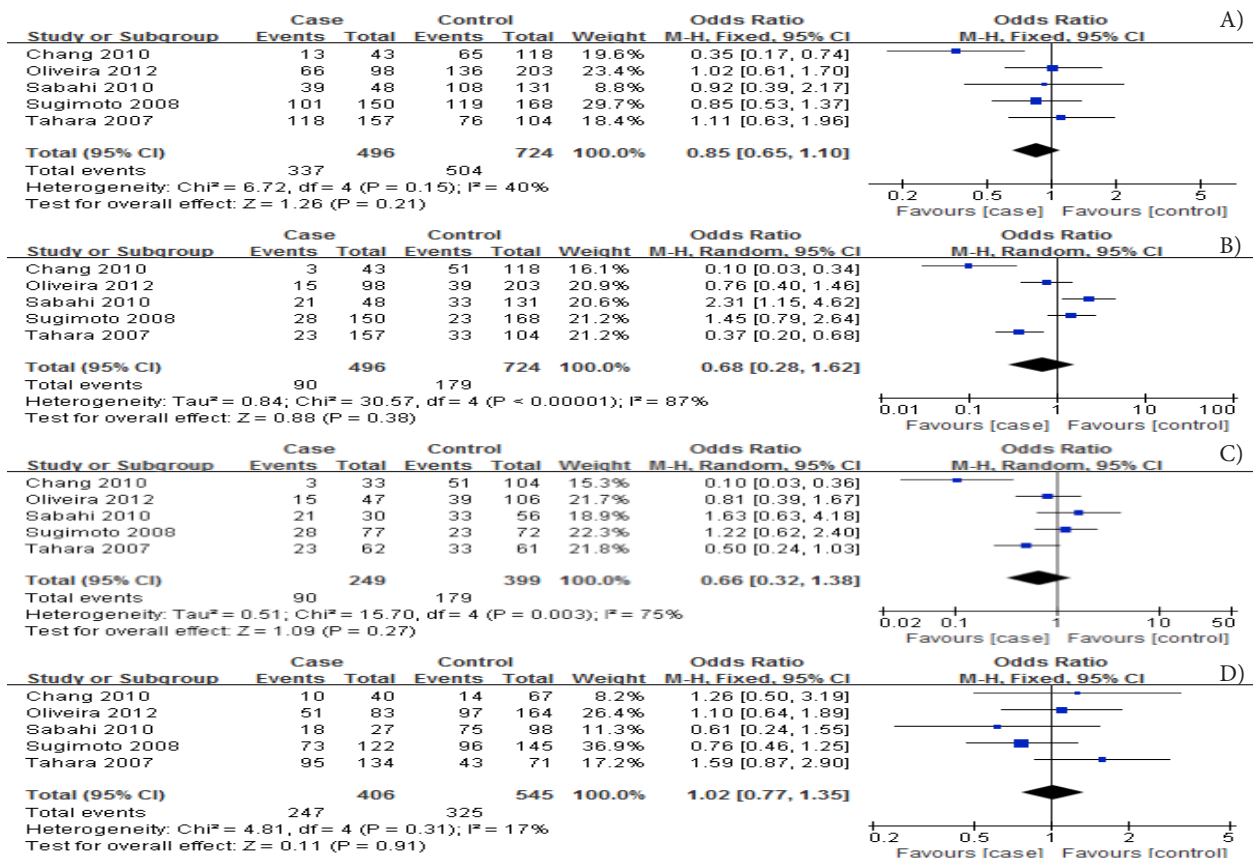 A)
Case Control Odds Ratio Odds Ratio
Study or Subgroup Events Total Events Total Weight M-H, Fixed, 95% CI M-H, Fixed, 95% CI
Chang 2010 13 43 65 118 19.6% 0.35 [0.17, 0.74]
Oliveira 2012 66 98 136 203 23.4% 1.02 [0.61, 1.70]
Sabahi 2010 39 48 108 131 8.8% 0.92 [0.39, 2.17]
Sugimoto 2008 101 150 119 168 29.7% 0.85 [0.53, 1.37]
Tahara 2007 118 157 76 104 18.4% 1.11 [0.63, 1.96]
Total (95% CI) 496 724 100.0% 0.85 [0.65, 1.10]
Total events 337 504
Heterogeneity: Chi² = 6.72, df = 4 (P = 0.15); I² = 40%
Test for overall effect: Z = 1.26 (P = 0.21)
0.2 0.5 1 2 5
Favours [case] Favours [control]
B)
Case Control Odds Ratio Odds Ratio
Study or Subgroup Events Total Events Total Weight M-H, Random, 95% CI M-H, Random, 95% CI
Chang 2010 3 43 51 118 16.1% 0.10 [0.03, 0.34]
Oliveira 2012 15 98 39 203 20.9% 0.76 [0.40, 1.46]
Sabahi 2010 21 48 33 131 20.6% 2.31 [1.15, 4.62]
Sugimoto 2008 28 150 23 168 21.2% 1.45 [0.79, 2.64]
Tahara 2007 23 157 33 104 21.2% 0.37 [0.20, 0.68]
Total (95% CI) 496 724 100.0% 0.68 [0.28, 1.62]
Total events 90 179
Heterogeneity: Tau² = 0.84; Chi² = 30.57, df = 4 (P < 0.00001); I² = 87%
Test for overall effect: Z = 0.88 (P = 0.38)
0.01 0.1 1 10 100
Favours [case] Favours [control]
C)
Case Control Odds Ratio Odds Ratio
Study or Subgroup Events Total Events Total Weight M-H, Random, 95% CI M-H, Random, 95% CI
Chang 2010 3 33 51 104 15.3% 0.10 [0.03, 0.36]
Oliveira 2012 15 47 39 106 21.7% 0.81 [0.39, 1.67]
Sabahi 2010 21 30 33 56 18.9% 1.63 [0.63, 4.18]
Sugimoto 2008 28 77 23 72 22.3% 1.22 [0.62, 2.40]
Tahara 2007 23 62 33 61 21.8% 0.50 [0.24, 1.03]
Total (95% CI) 249 399 100.0% 0.66 [0.32, 1.38]
Total events 90 179
Heterogeneity: Tau² = 0.51; Chi² = 15.70, df = 4 (P = 0.003); I² = 75%
Test for overall effect: Z = 1.09 (P = 0.27)
0.02 0.1 1 10 50
Favours [case] Favours [control]
D)
Case Control Odds Ratio Odds Ratio
Study or Subgroup Events Total Events Total Weight M-H, Fixed, 95% CI M-H, Fixed, 95% CI
Chang 2010 10 40 14 67 8.2% 1.26 [0.50, 3.19]
Oliveira 2012 51 83 97 164 26.4% 1.10 [0.64, 1.89]
Sabahi 2010 18 27 75 98 11.3% 0.61 [0.24, 1.55]
Sugimoto 2008 73 122 96 145 36.9% 0.76 [0.46, 1.25]
Tahara 2007 95 134 43 71 17.2% 1.59 [0.87, 2.90]
Total (95% CI) 406 545 100.0% 1.02 [0.77, 1.35]
Total events 247 325
Heterogeneity: Chi² = 4.81, df = 4 (P = 0.31); I² = 17%
Test for overall effect: Z = 0.11 (P = 0.91)
0.2 0.5 1 2 5
Favours [case] Favours [control]